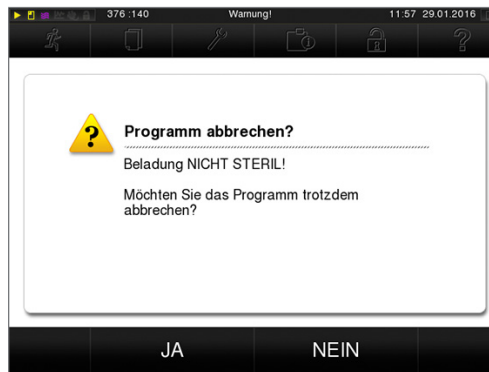 376 :140 Warnung! 11:57 29.01.2016
Programm abbrechen?
Beladung NICHT STERIL!
Möchten Sie das Programm trotzdem
abbrechen?
JA NEIN